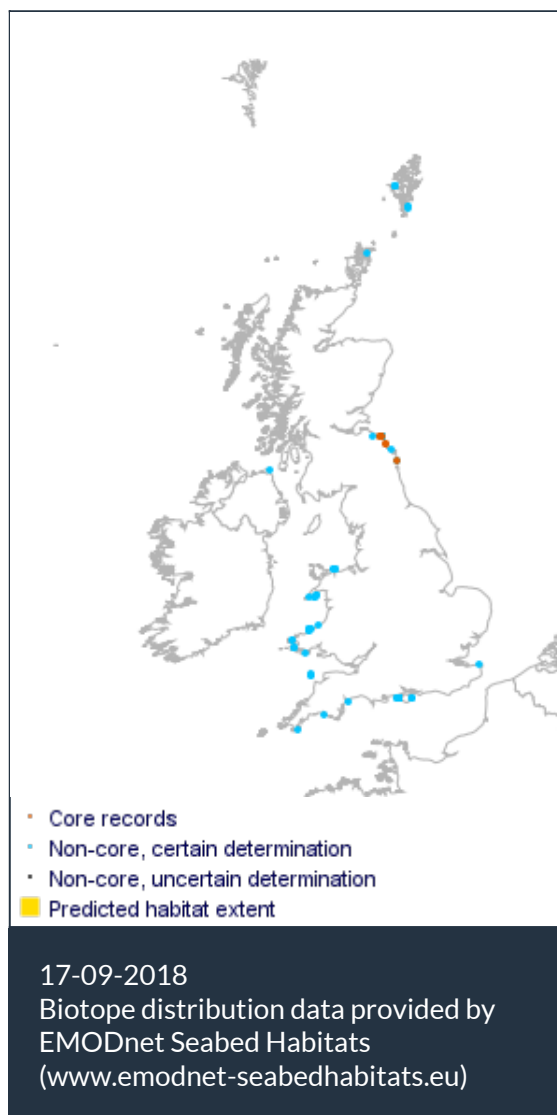 Core records
Non-core, certain determination
Non-core, uncertain determination
Predicted habitat extent
17-09-2018
Biotope distribution data provided by
EMODnet Seabed Habitats
(www.emodnet-seabedhabitats.eu)